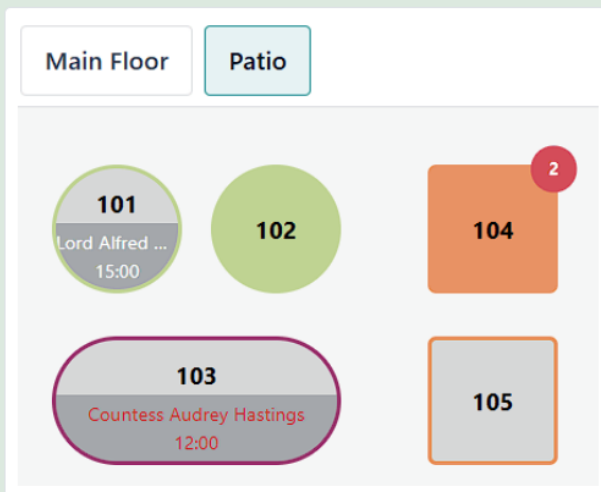 Main Floor
Patio
2
101
Lord Alfred ...
15:00
102
104
103
Countess Audrey Hastings
12:00
105